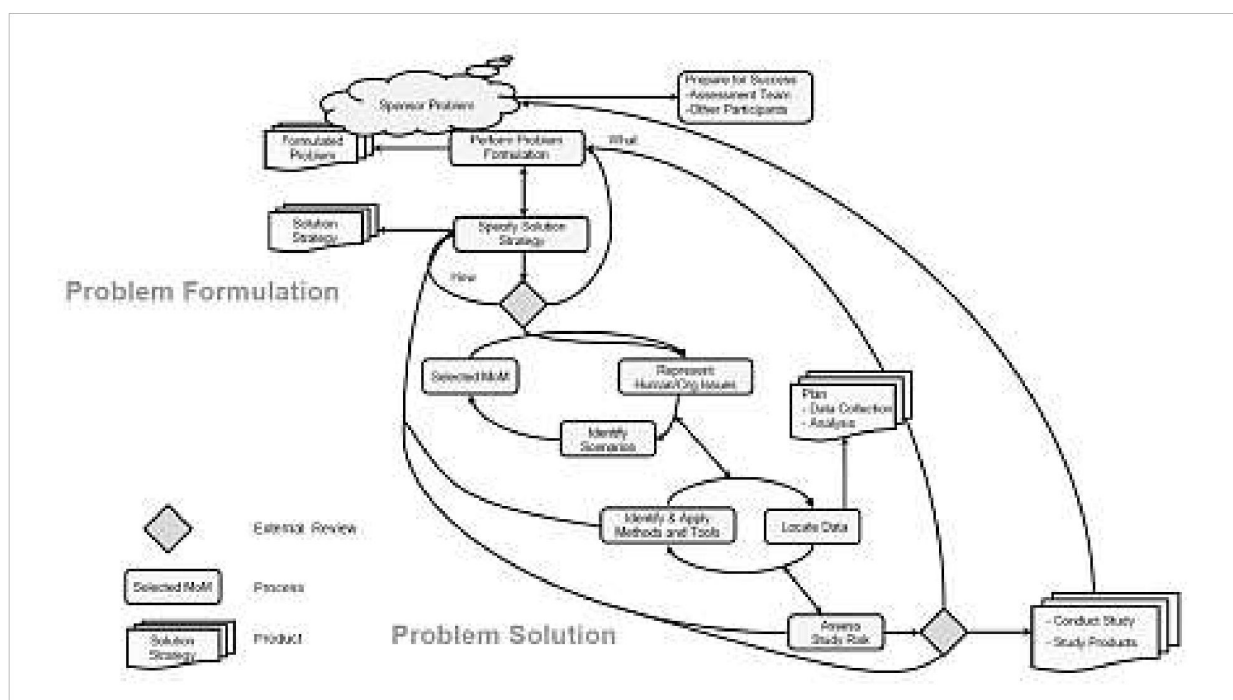 Sponsor Problem
Prepare for Success
-Assessment Team
-Other Participants
Formulated
Problem
Perform Problem
Formulation
What
Solution
Strategy
Specify Solution
Strategy
How
Problem Formulation
Selected MoM
Represent
Human/Org Issues
Identify
Scenarios
Plan
- Data Collection
- Analysis
Identify & Apply
Methods and Tools
Locate Data
External Review
Selected MoM
Process
Solution
Strategy
Product
Problem Solution
Assess
Study Risk
- Conduct Study
- Study Products